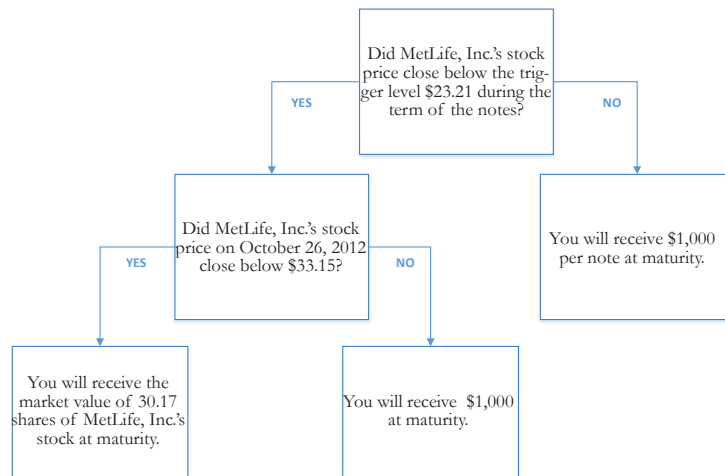 Did MetLife, Inc.'s stock
price close below the trig-
ger level $23.21 during the
term of the notes?
YES
NO
Did MetLife, Inc.'s stock
price on October 26, 2012
close below $33.15?
You will receive $1,000
per note at maturity.
YES
NO
You will receive the
market value of 30.17
shares of MetLife, Inc.'s
stock at maturity.
You will receive $1,000
at maturity.